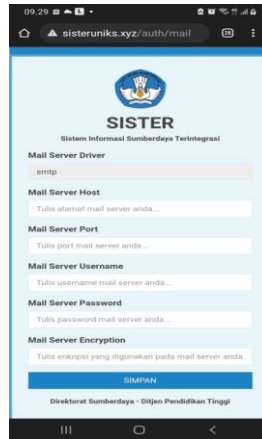 09.29
sisteruniks.xyz/auth/mail
SISTER
Sistem Informasi Sumberdaya Terintegrasi
Mail Server Driver
smtp
Mail Server Host
Tulis alamat mail server anda...
Mail Server Port
Tulis port mail server anda...
Mail Server Username
Tulis username mail server anda...
Mail Server Password
Tulis password mail server anda...
Mail Server Encryption
Tulis enkripsi yang digunakan pada mail server anda
SIMPAN
Direktorat Sumberdaya - Ditjen Pendidikan Tinggi